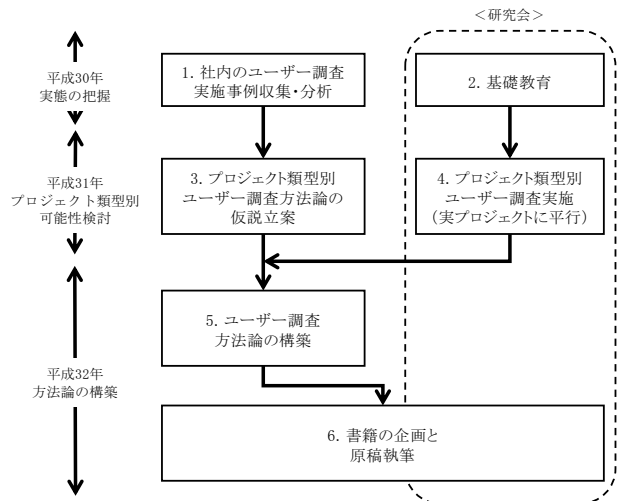 ＜研究会＞
平成30年
実態の把握
1. 社内のユーザー調査
実施事例収集・分析
2. 基礎教育
平成31年
プロジェクト類型別
可能性検討
3. プロジェクト類型別
ユーザー調査方法論の
仮説立案
4. プロジェクト類型別
ユーザー調査実施
（実プロジェクトに平行）
5. ユーザー調査
方法論の構築
平成32年
方法論の構築
6. 書籍の企画と
原稿執筆